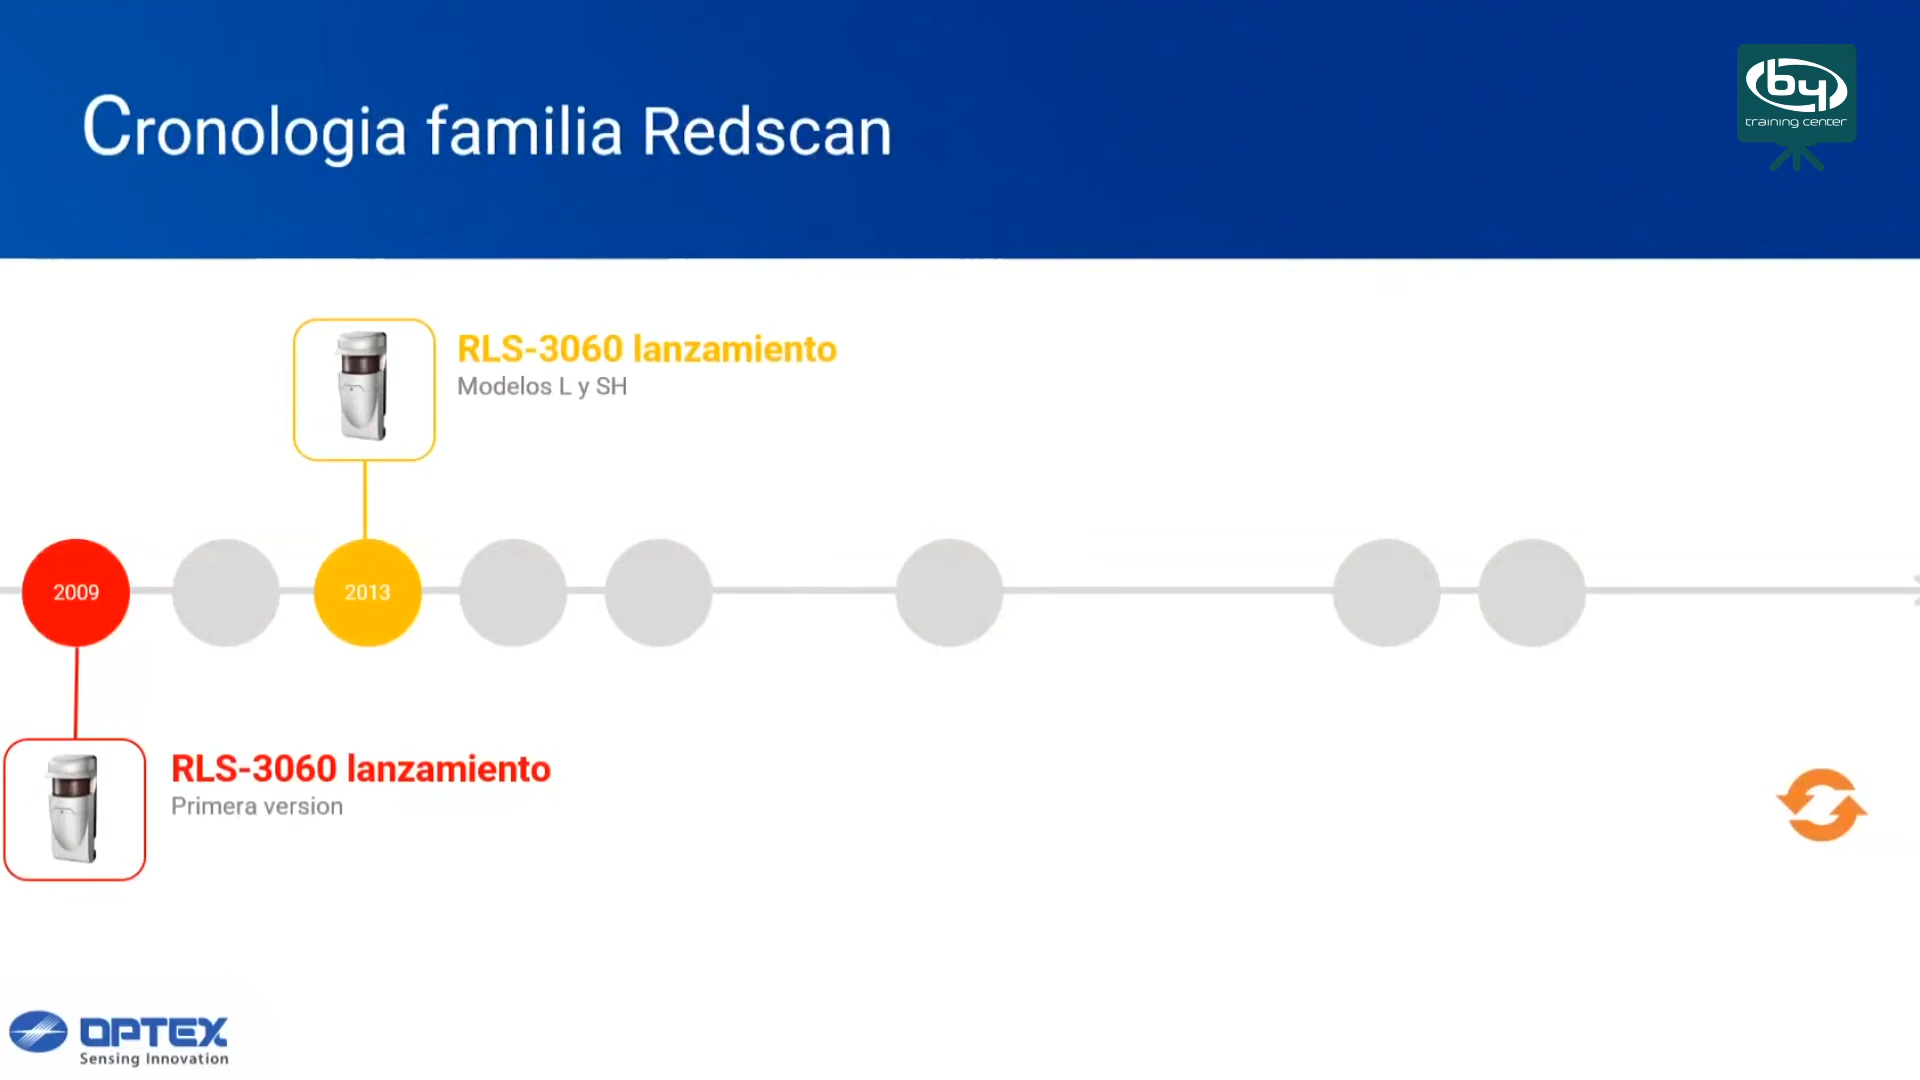 Cronologia familia Redscan
by
training center
RLS-3060 lanzamiento
Modelos L y SH
2009
2013
RLS-3060 lanzamiento
Primera version
OPTEX
Sensing Innovation